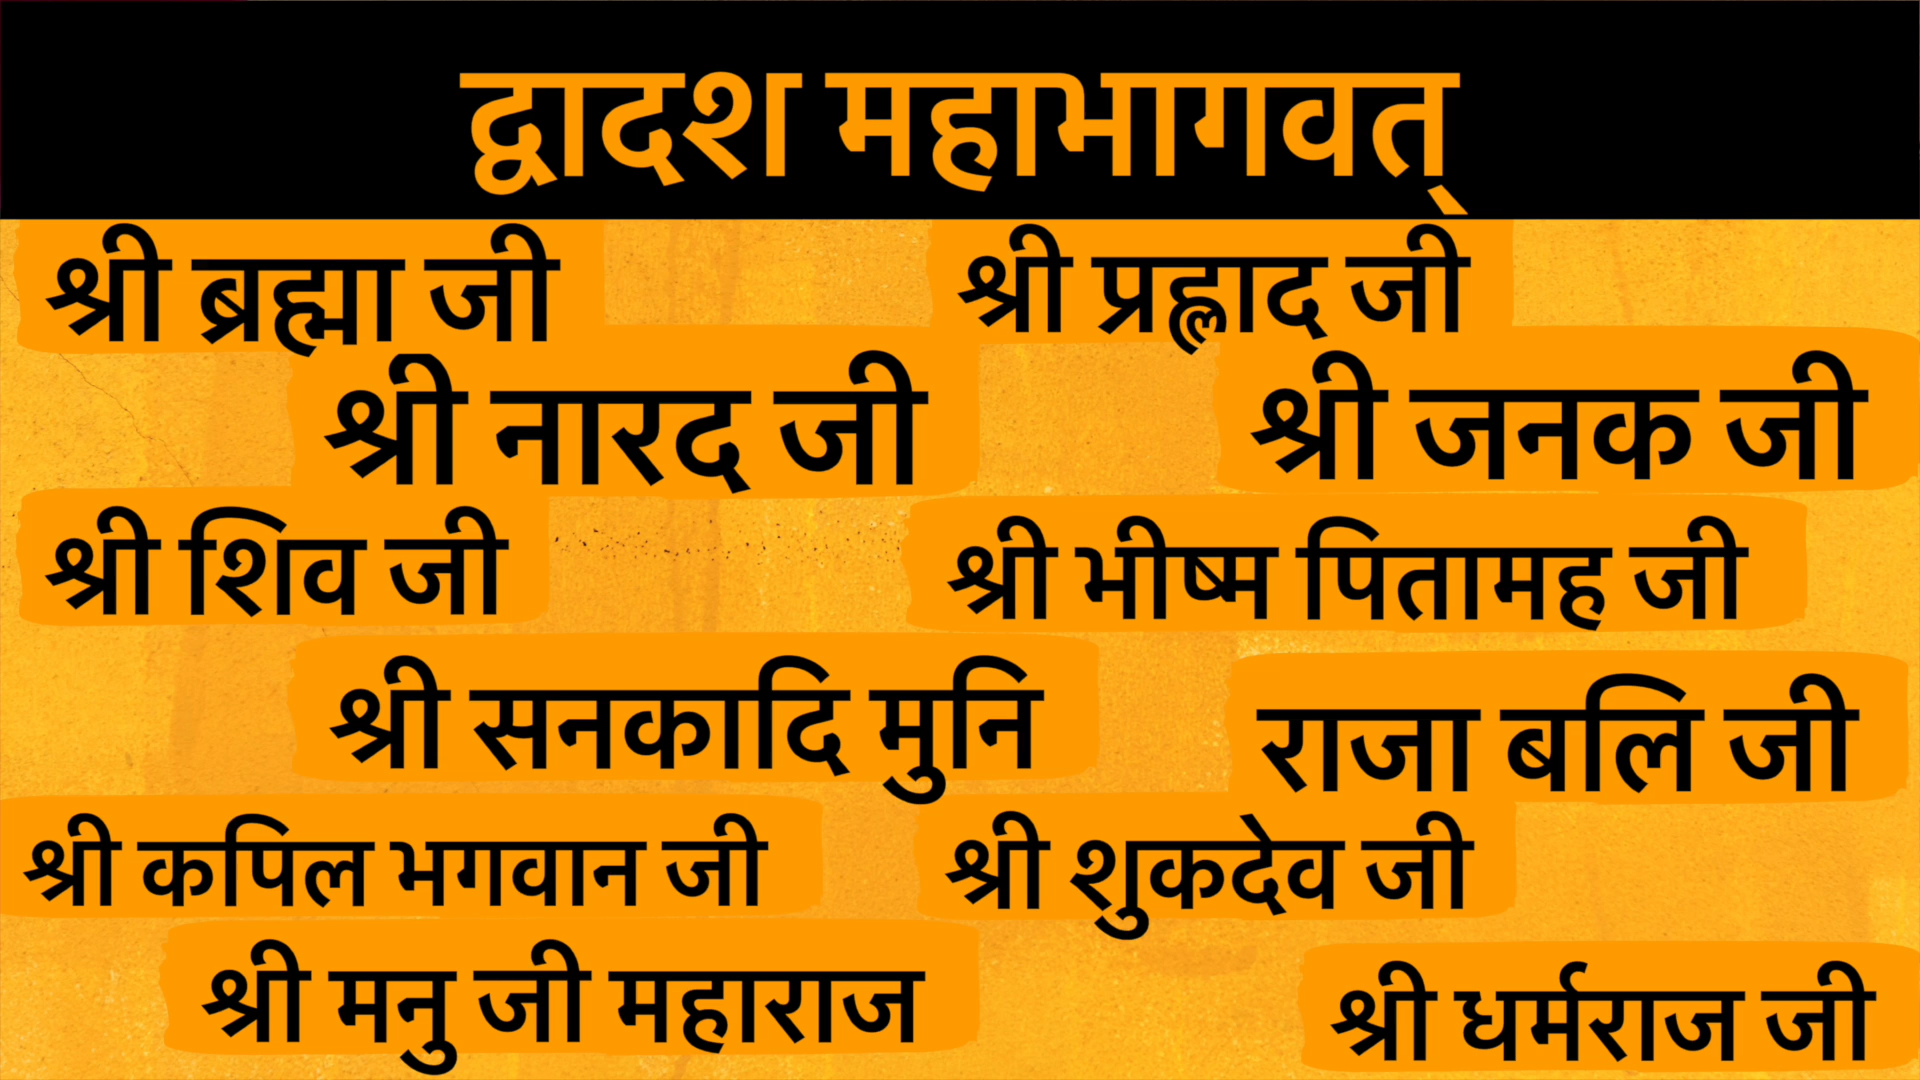 द्वादश महाभागवत्
श्री ब्रह्मा जी
श्री प्रह्लाद जी
श्री नारद जी
श्री जनक जी
श्री शिव जी
श्री भीष्म पितामह जी
श्री सनकादि मुनि
राजा बलि जी
श्री कपिल भगवान जी
श्री शुकदेव जी
श्री मनु जी महाराज
श्री धर्मराज जी